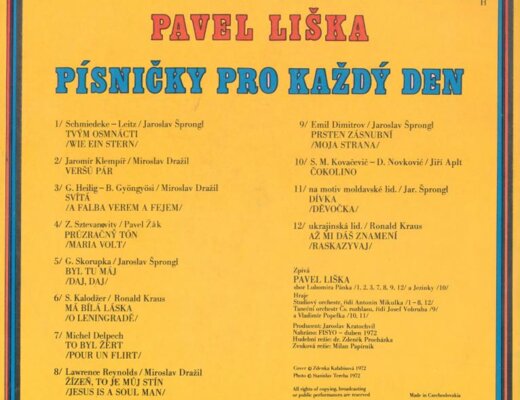 H
PAVEL LIŠKA
PÍSNIČKY PRO KAŽDÝ DEN
1/ Schmiedeke – Leitz / Jaroslav Šprongl
TVÝM OSMNÁCTI
/WIE EIN STERN/
2/ Jaromír Klempíř / Miroslav Dražil
VERŠŮ PÁR
3/ G. Heilig – B. Gyöngyösi / Miroslav Dražil
SVÍTÁ
/A FALBA VEREM A FEJEM/
4/ Z. Sztevanovity / Pavel Žák
PRŮZRAČNÝ TÓN
/MARIA VOLT/
5/ G. Skorupka / Jaroslav Šprongl
BYL TU MÁJ
/DAJ, DAJ/
6/ S. Kalodžer / Ronald Kraus
MÁ BÍLÁ LÁSKA
/O LENINGRADĚ/
7/ Michel Delpech
TO BYL ŽERT
/POUR UN FLIRT/
8/ Lawrence Reynolds / Miroslav Dražil
ŽÍZEŇ, TO JE MŮJ STÍN
/JESUS IS A SOUL MAN/
9/ Emil Dimitrov / Jaroslav Šprongl
PRSTEN ZÁSNUBNÍ
/MOJA STRANA/
10/ S. M. Kovačevič – D. Novkovič / Jiří Aplt
ČOKOLINO
11/ na motiv moldavské lid. / Jar. Šprongl
DÍVKA
/DĚVOČKA/
12/ ukrajinská lid. / Ronald Kraus
AŽ MI DÁŠ ZNAMENÍ
/RASKAZYVAJ/
Zpívá
PAVEL LIŠKA
sbor Lubomíra Pánka /1, 2, 3, 7, 8, 9, 12/ a Jezinky /10/
Hraje
Studiový orchestr, řídí Antonín Mikulka /1–8, 12/
Taneční orchestr Čs. rozhlasu, řídí Josef Vobruba /9/
a Vladimír Popelka /10, 11/
Producent: Jaroslav Kratochvíl
Nahráno: FISYO – duben 1972
Hudební režie: dr. Zdeněk Procházka
Zvuková režie: Milan Papírník
Cover © Zdenka Kalabisová 1972
Photo © Stanislav Tereba 1972
All rights of copying, broadcasting
or public performances are reserved
Made in Czechoslovakia